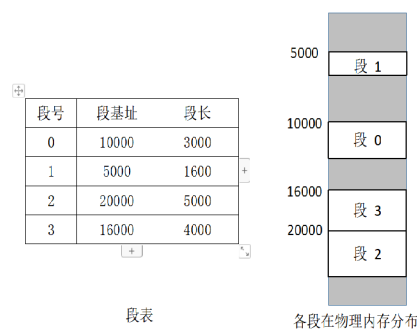 段号 段基址 段长
0 10000 3000
1 5000 1600
2 20000 5000
3 16000 4000
段表
5000
段 1
10000
段 0
16000
段 3
20000
段 2
各段在物理内存分布